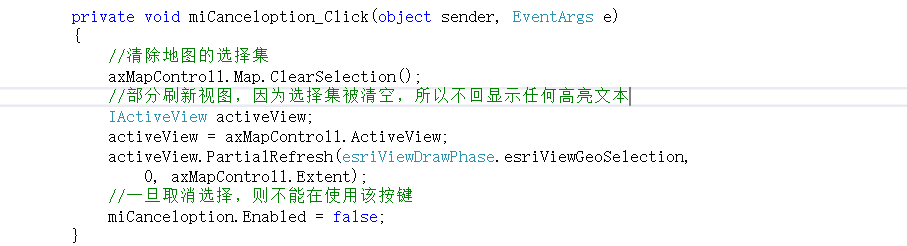 private void miCanceloption_Click(object sender, EventArgs e)
{
//清除地图的选择集
axMapControl1.Map.ClearSelection();
//部分刷新视图，因为选择集被清空，所以不回显示任何高亮文本
IActiveView activeView;
activeView = axMapControl1.ActiveView;
activeView.PartialRefresh(esriViewDrawPhase.esriViewGeoSelection,
0, axMapControl1.Extent);
//一旦取消选择，则不能在使用该按键
miCanceloption.Enabled = false;
}